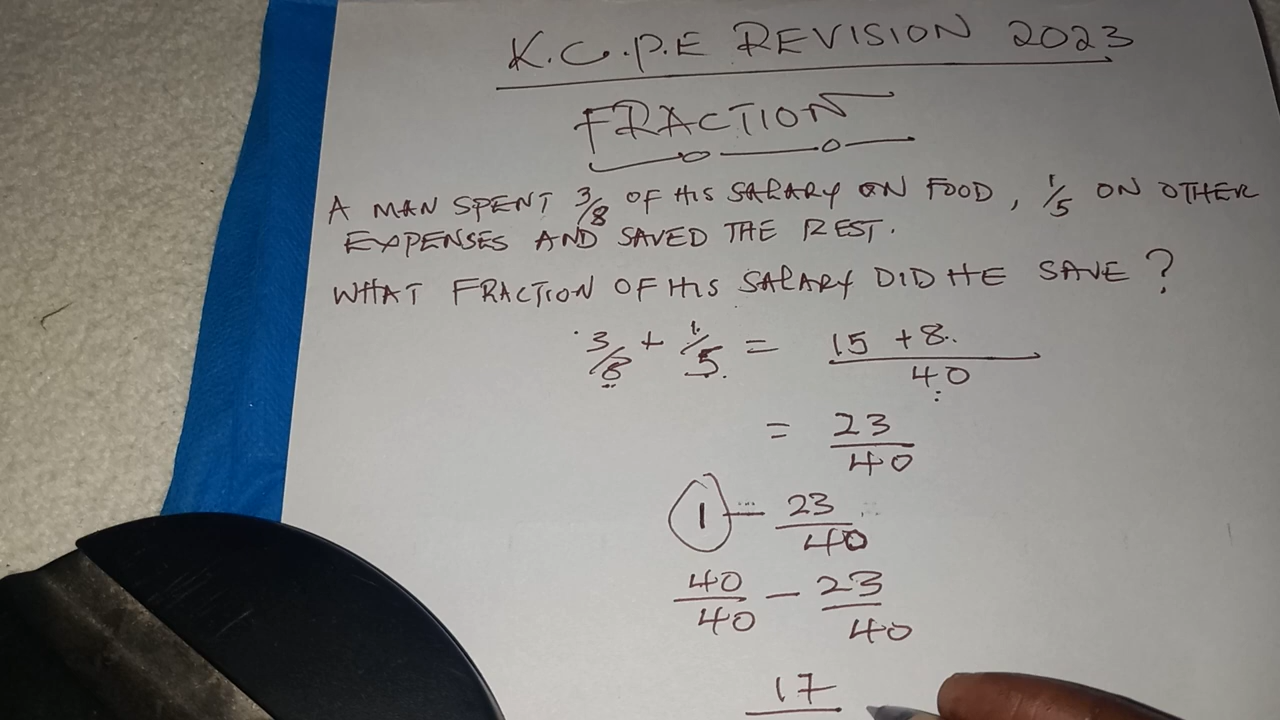 K.C.P.E REVISION 2023
FRACTION
A MAN SPENT 3/8 OF HIS SALARY ON FOOD, 1/5 ON OTHER
EXPENSES AND SAVED THE REST.
WHAT FRACTION OF HIS SALARY DID HE SAVE?
3/8 + 1/5 = 15 + 8
40
= 23
40
1 - 23
40
40 - 23
40 40
17